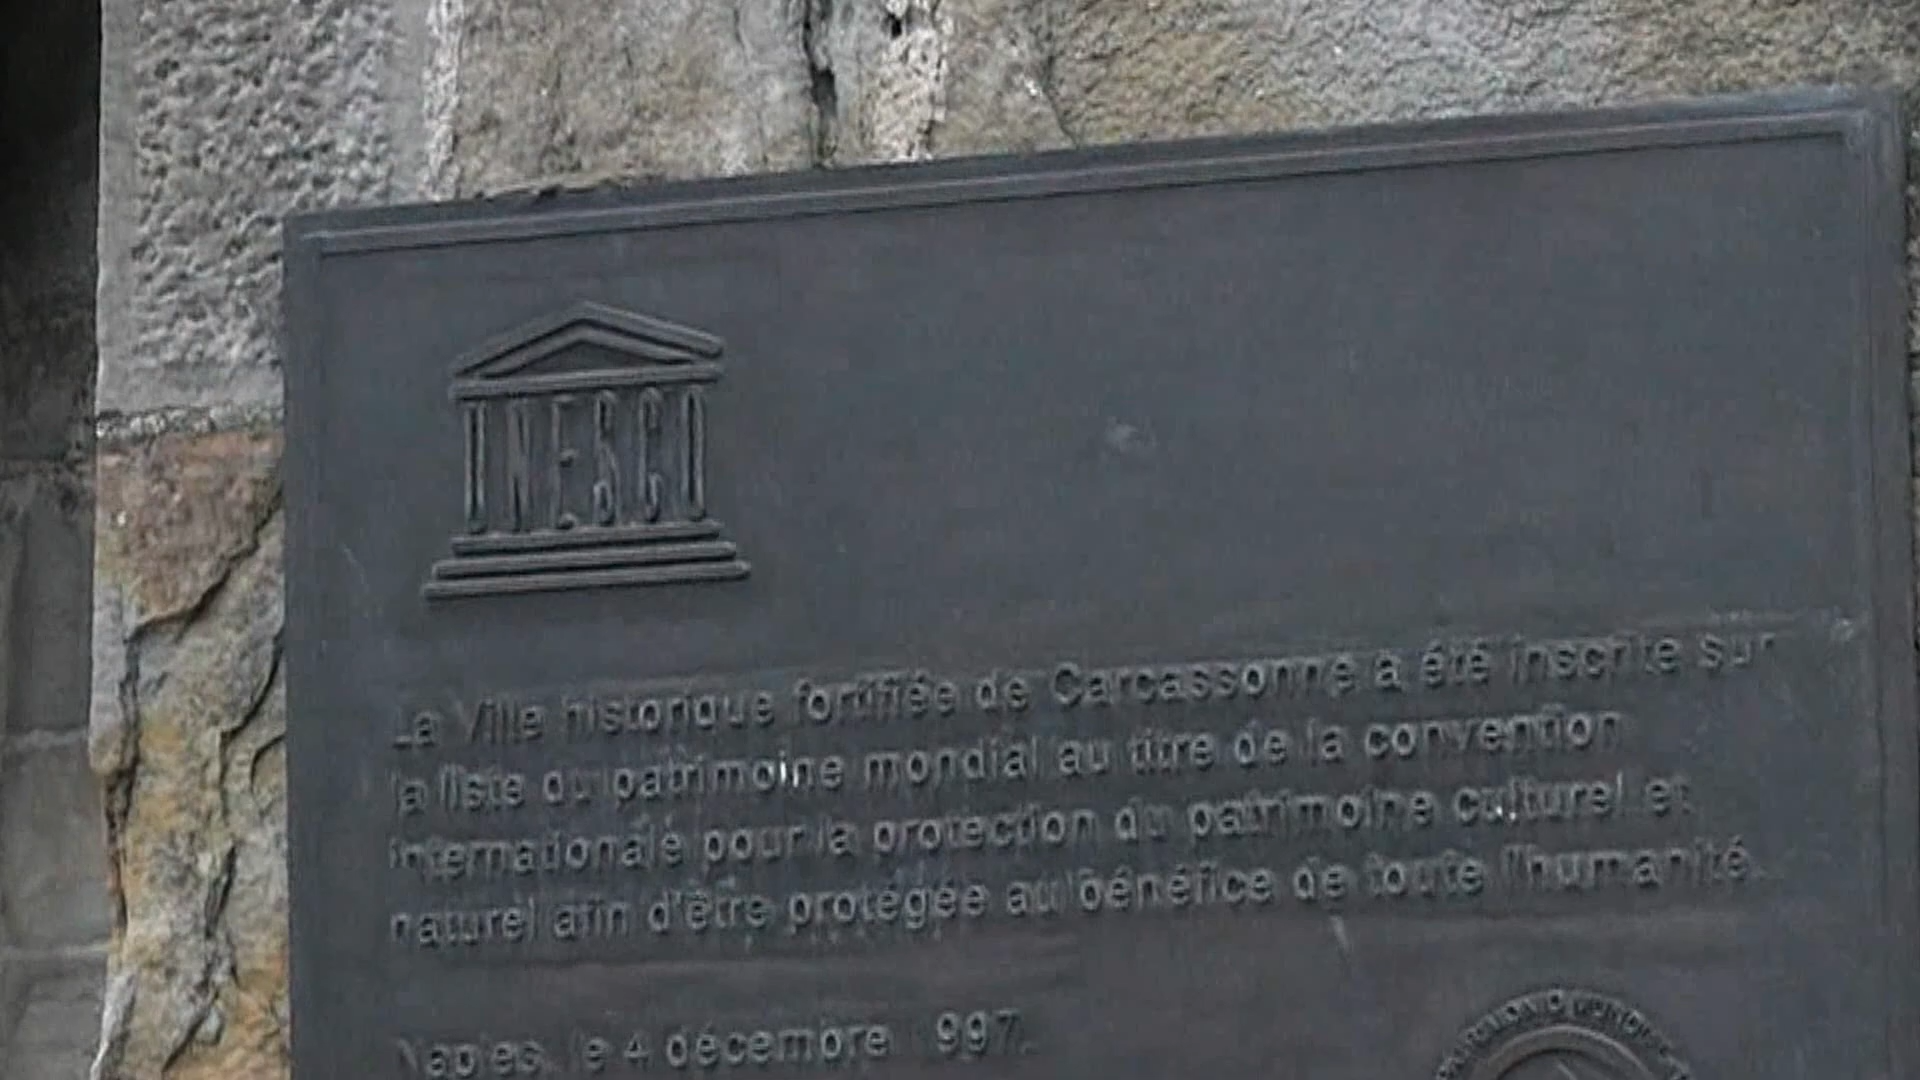 UNESCO
La Ville historique fortifiée de Carcassonne a été inscrite sur
la liste du patrimoine mondial au titre de la convention
internationale pour la protection du patrimoine culturel et
naturel afin d'être protégée au bénéfice de toute l'humanité.
Naples, le 4 décembre 1997.